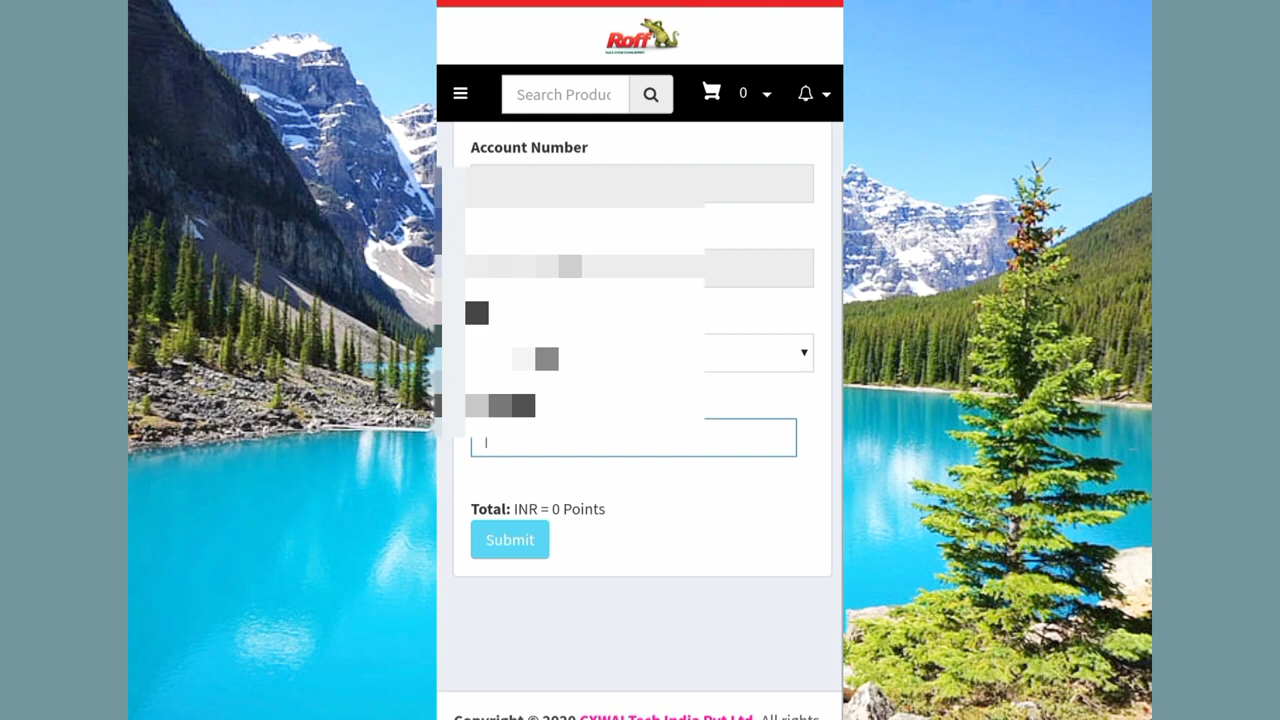 Roff
Search Produc
0
Account Number
Total: INR = 0 Points
Submit
Copyright © 2020 CXWAI Tech India Pvt Ltd. All rights